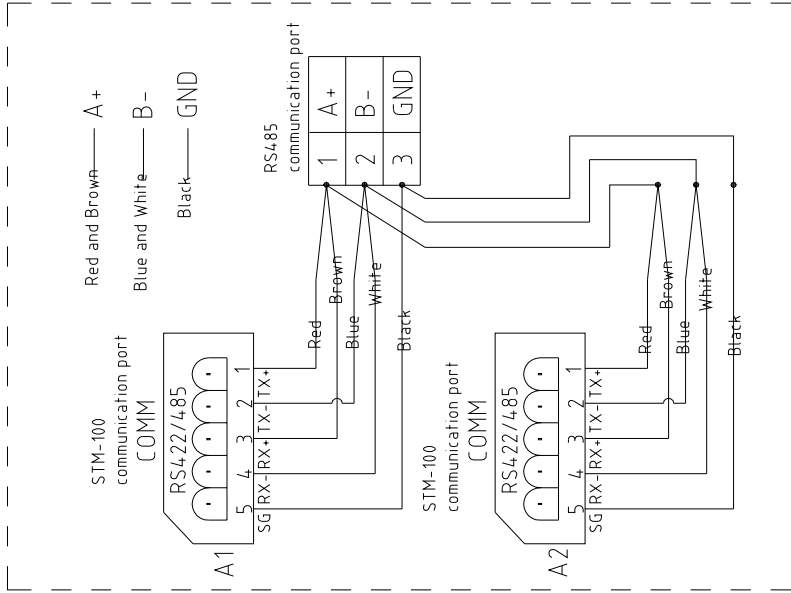 Red and Brown A+
Blue and White B-
Black GND
RS485
communication port
1 A+
2 B-
3 GND
STM-100
communication port
COMM
RS422/485
5 4 3 2 1
SG RX- RX+ TX- TX+
A1
Red
Brown
Blue
White
Black
STM-100
communication port
COMM
RS422/485
5 4 3 2 1
SG RX- RX+ TX- TX+
A2
Red
Brown
Blue
White
Black